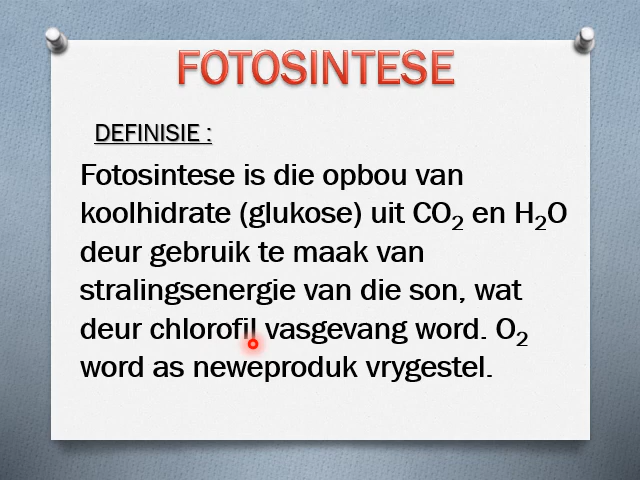 FOTOSINTESE
DEFINISIE :
Fotosintese is die opbou van
koolhidrate (glukose) uit CO₂ en H₂O
deur gebruik te maak van
stralingsenergie van die son, wat
deur chlorofil vasgevang word. O₂
word as neweproduk vrygestel.